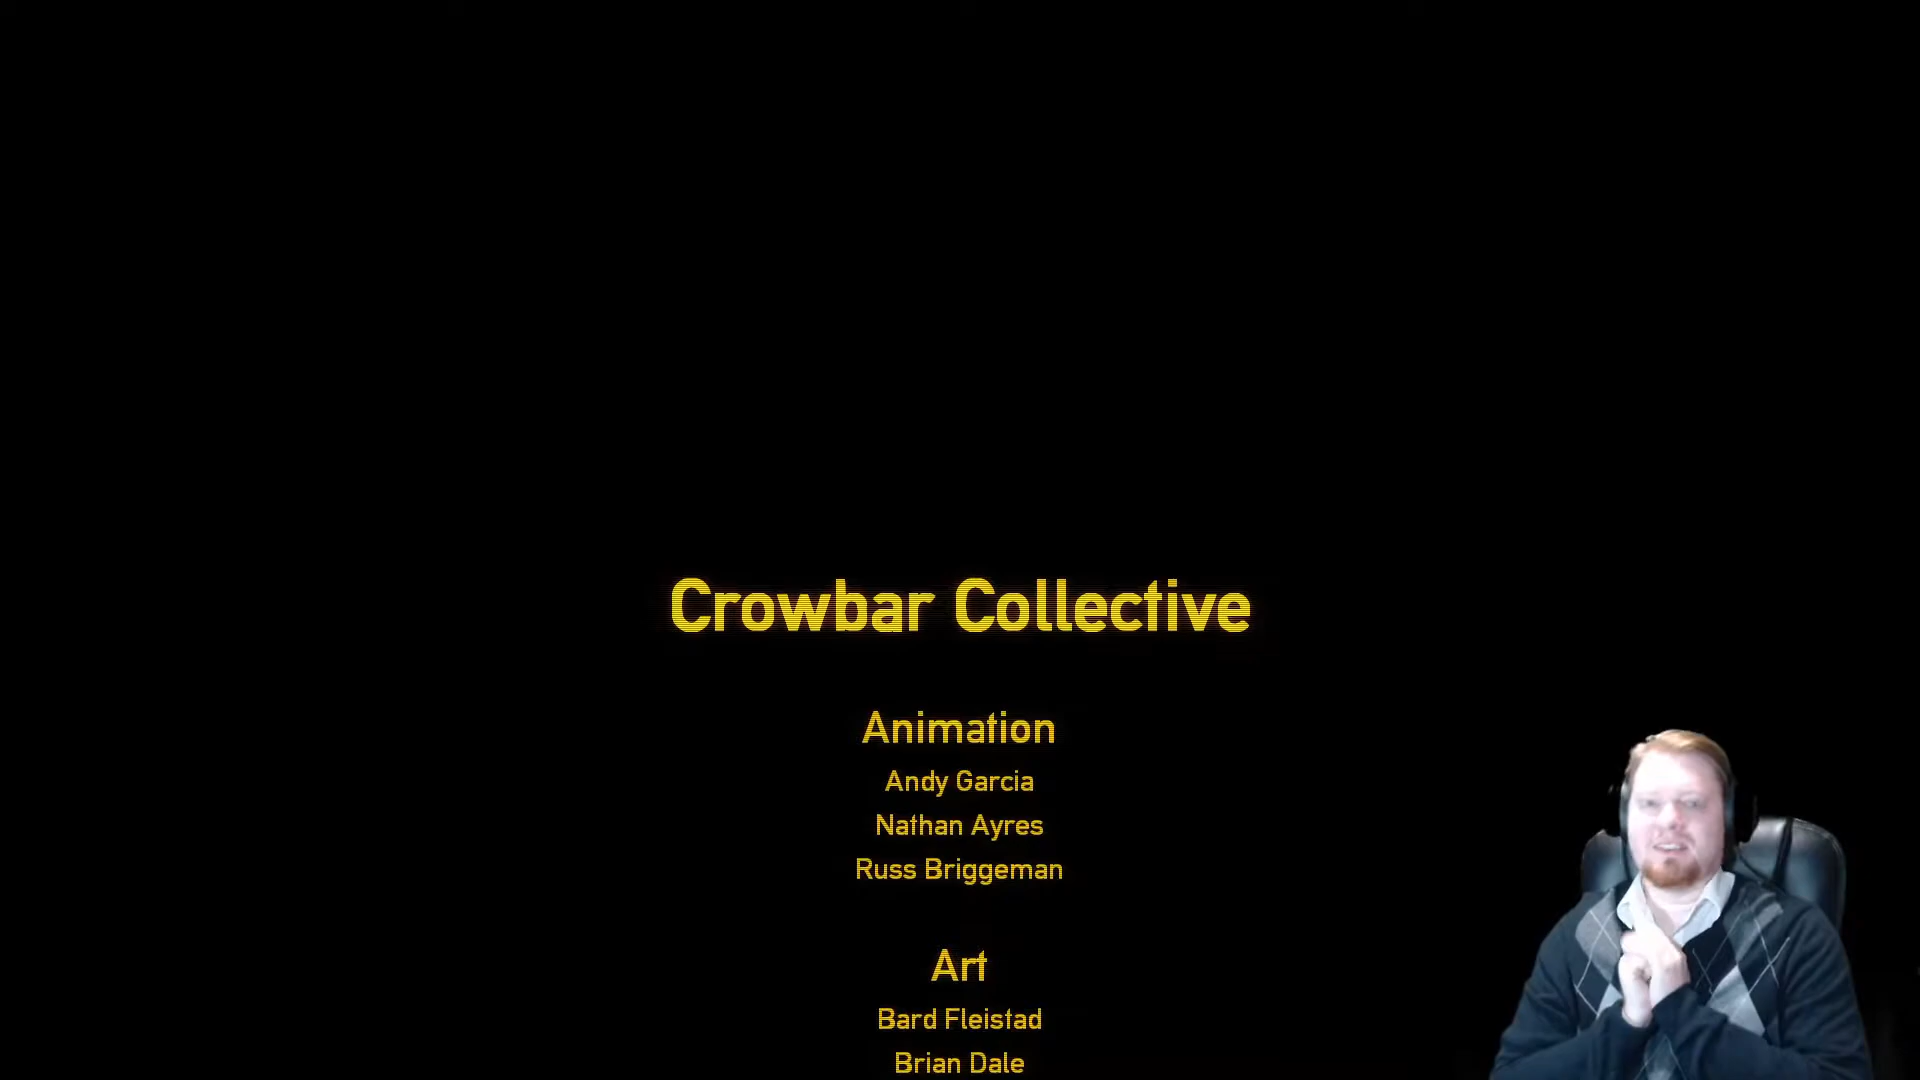 Crowbar Collective
Animation
Andy Garcia
Nathan Ayres
Russ Briggeman
Art
Bard Fleistad
Brian Dale